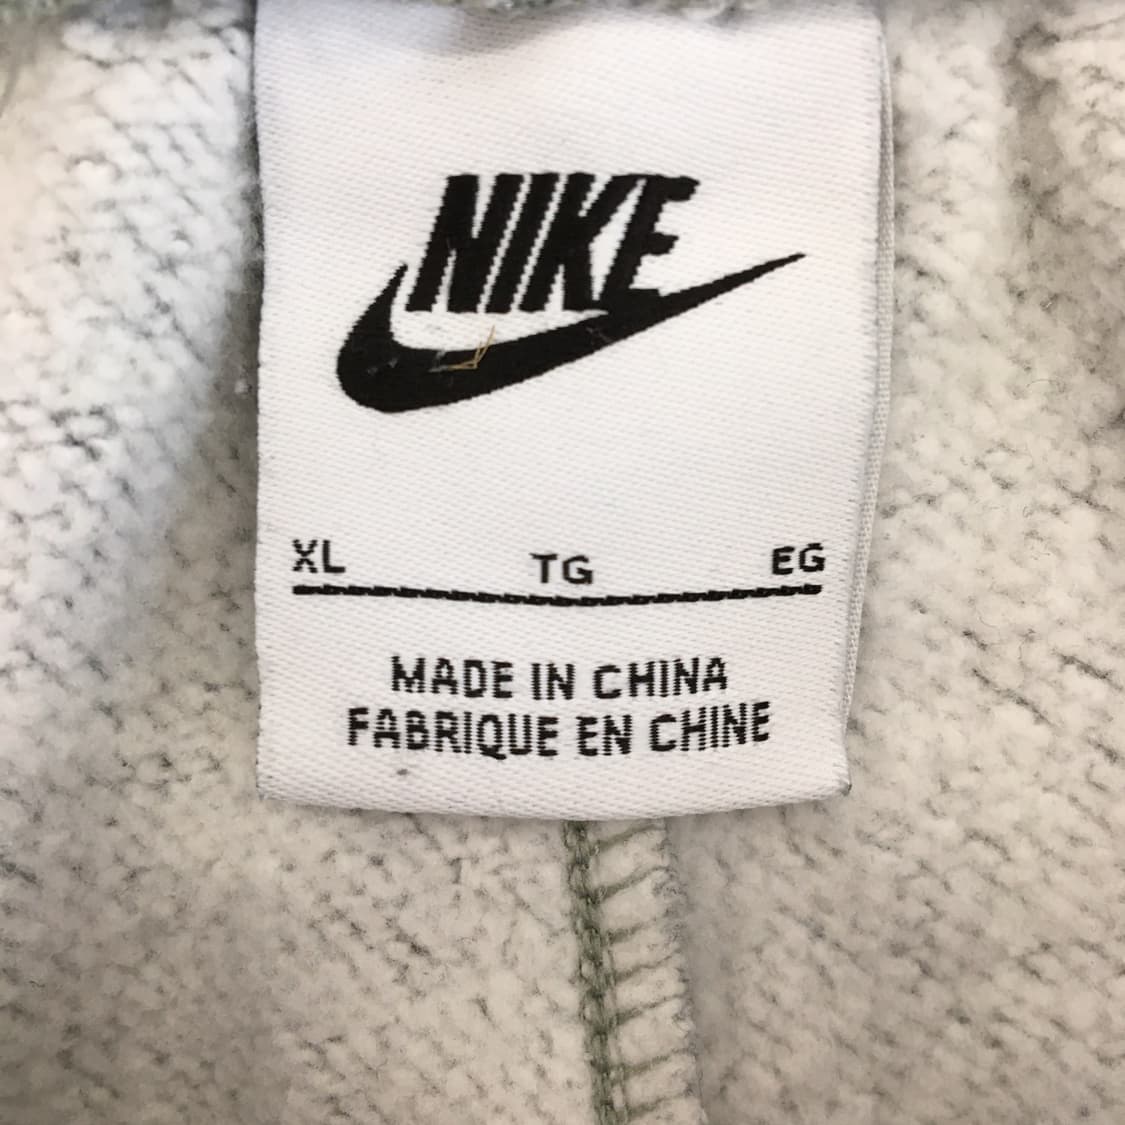 NIKE
XL TG EG
MADE IN CHINA
FABRIQUE EN CHINE